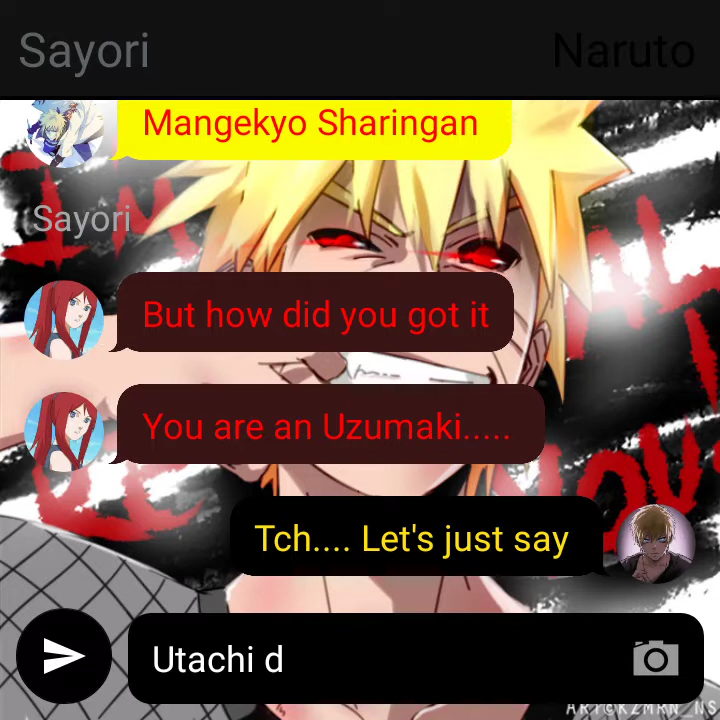 Sayori
Naruto
Mangekyo Sharingan
Sayori
But how did you got it
You are an Uzumaki.....
Tch.... Let's just say
Utachi d